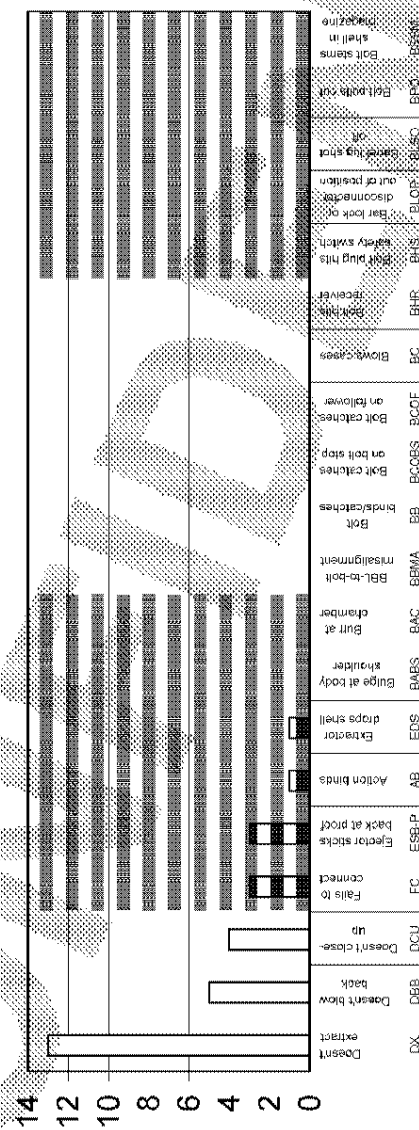 14
12
10
8
6
4
2
0
Doesn't
extract
Doesn't blow
back
Doesn't close-
up
Fails to
connect
Ejector sticks
back at proof
Action binds
Extractor
drops shell
Bulge at body
shoulder
Burr at
chamber
BBL-to-bolt
misalignment
Bolt
binds/catches
Bolt catches
on bolt stop
Bolt catches
on follower
Blows cases
Bolt hits
receiver
Bolt plug hits
safety switch
Bar lock or
disconnector
out of position
Barrel lug shot
off
Bolt pulls out
Bolt stems
shell in
magazine
DX
DBB
DCU
FC
ESB-P
AB
EDS
BABS
BAC
BBMA
BB
BCOBS
BCOF
BC
BHR
BHS
BLOP
BLSO
BPO